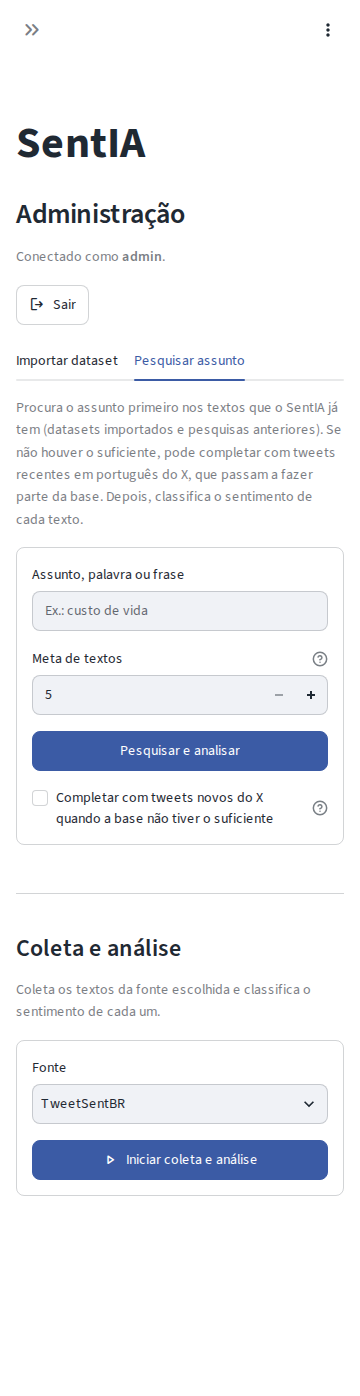 SentIA
Administração
Conectado como admin.
Sair
Importar dataset Pesquisar assunto
Procura o assunto primeiro nos textos que o SentIA já
tem (datasets importados e pesquisas anteriores). Se
não houver o suficiente, pode completar com tweets
recentes em português do X, que passam a fazer
parte da base. Depois, classifica o sentimento de
cada texto.
Assunto, palavra ou frase
Ex.: custo de vida
Meta de textos
5
Pesquisar e analisar
Completar com tweets novos do X
quando a base não tiver o suficiente
Coleta e análise
Coleta os textos da fonte escolhida e classifica o
sentimento de cada um.
Fonte
TweetSentBR
Iniciar coleta e análise